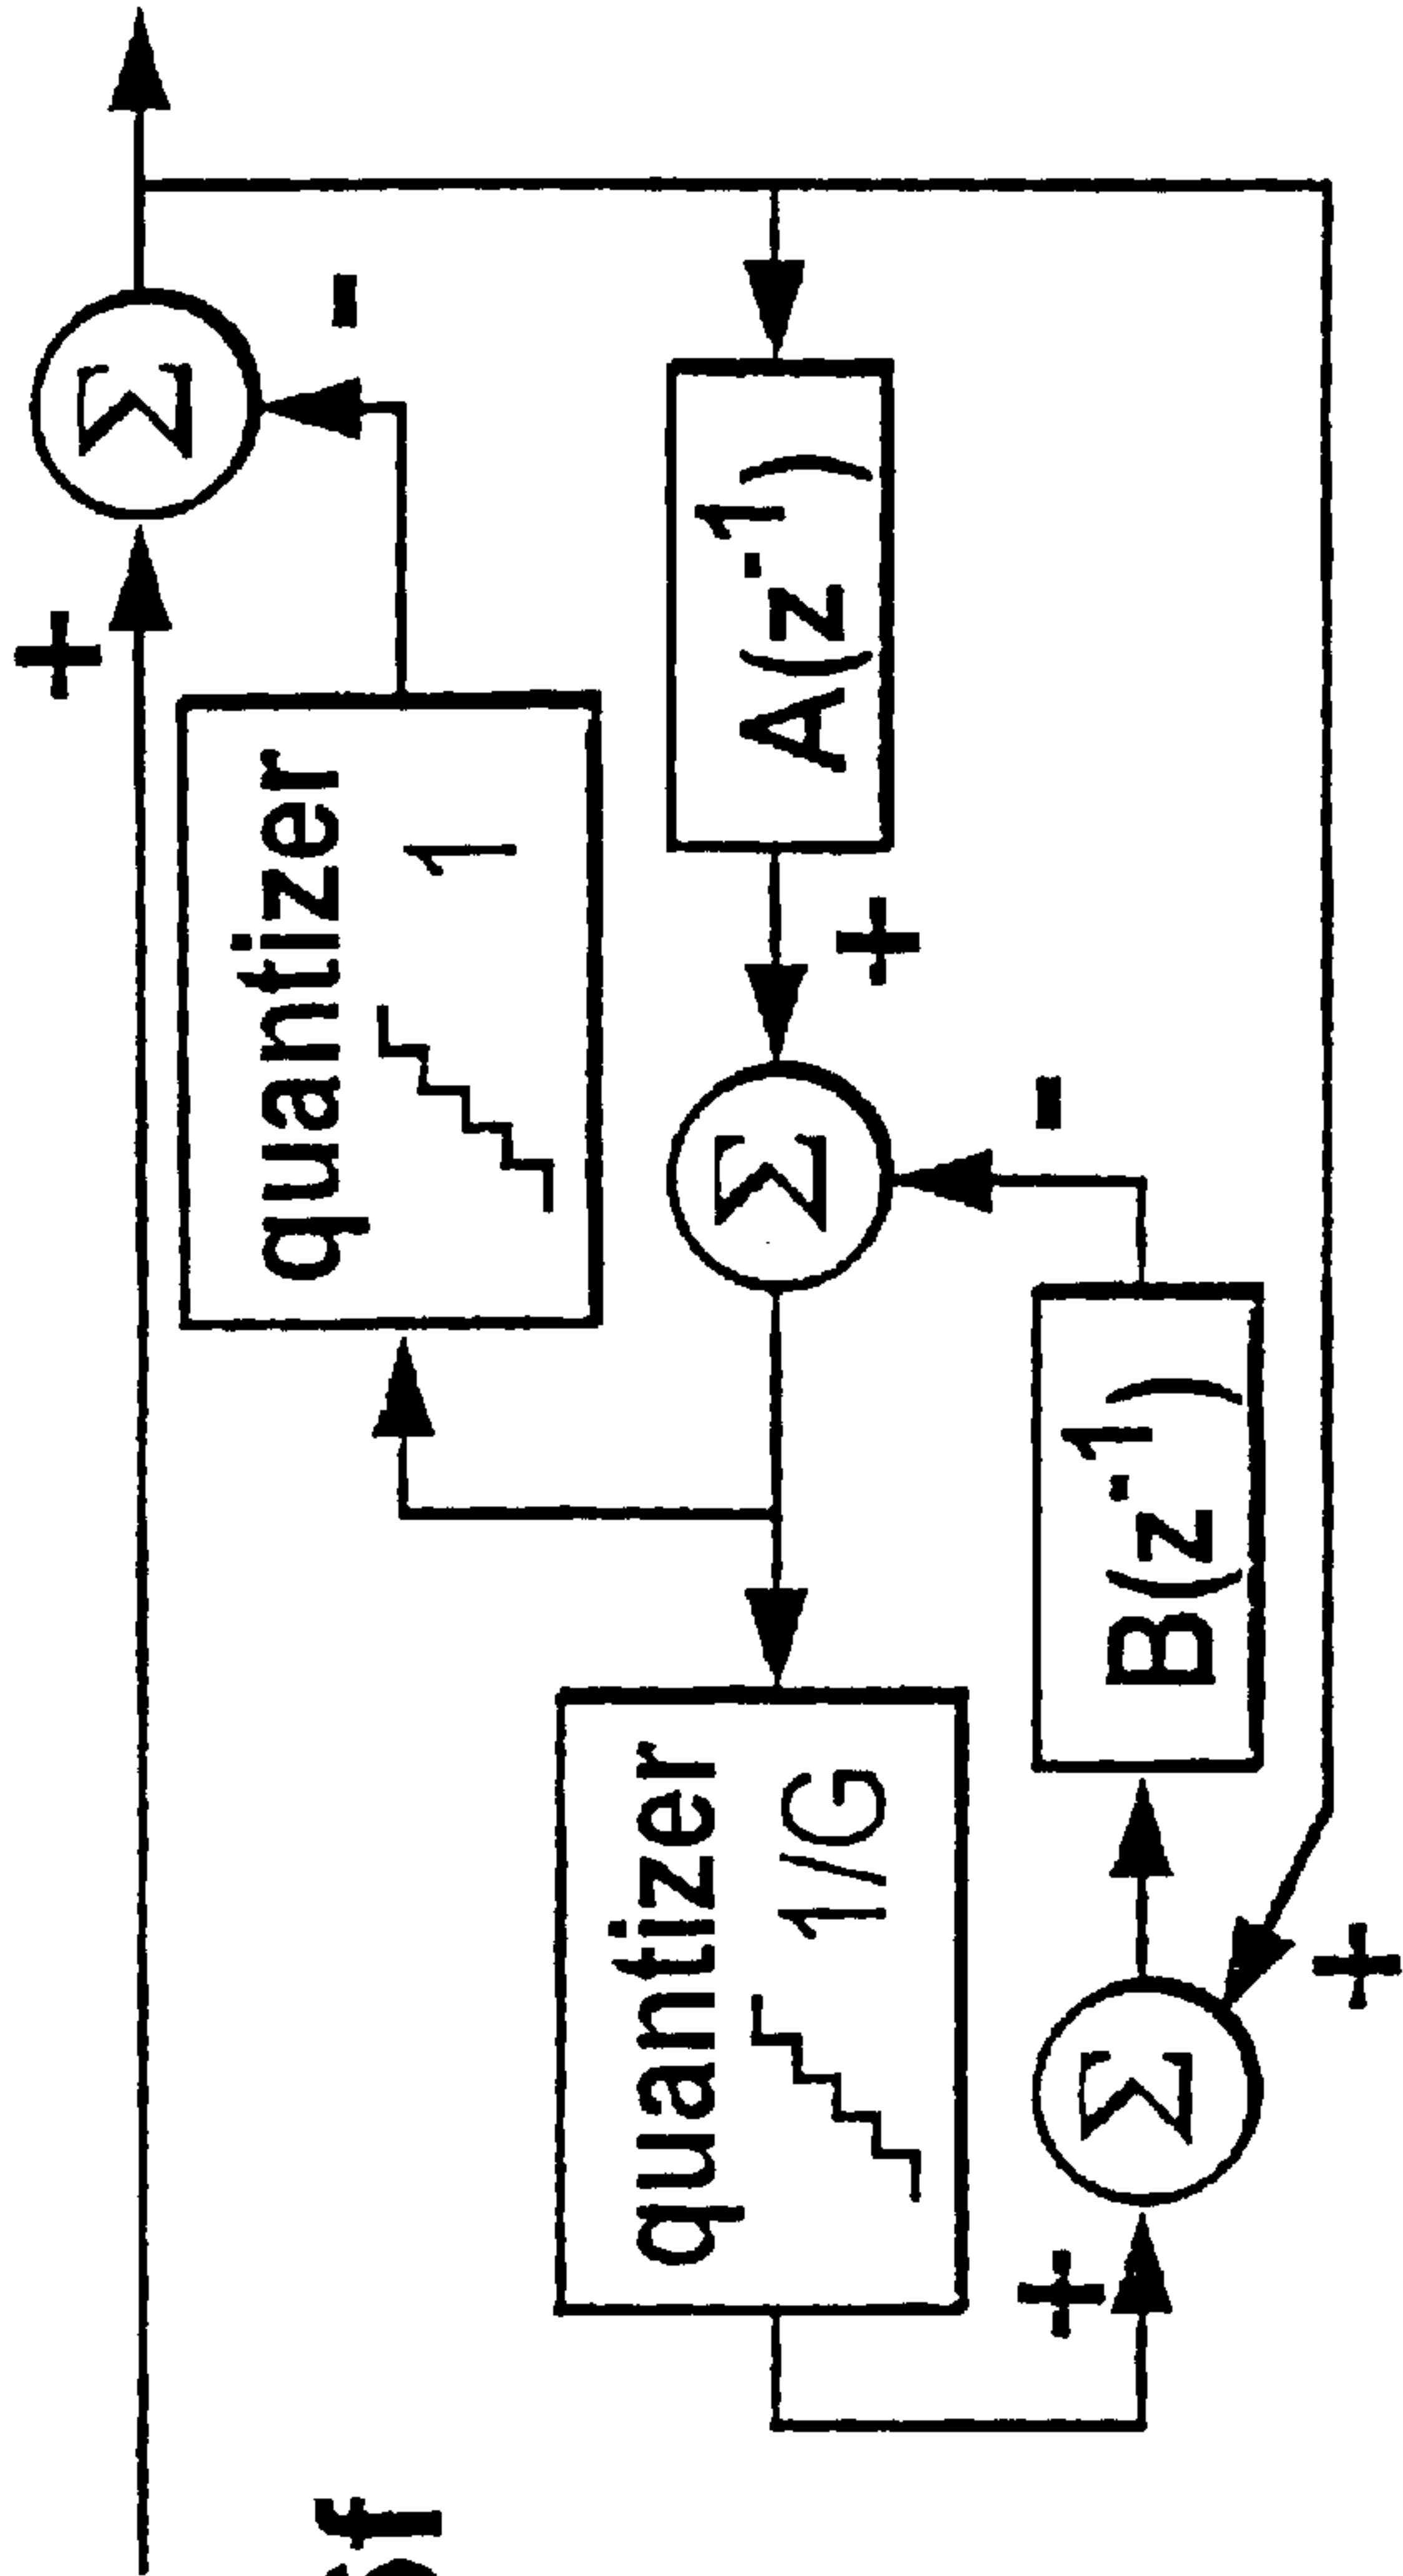 +
Σ
-
quantizer
1
A(z⁻¹)
+
Σ
-
quantizer
1/G
B(z⁻¹)
+
Σ
+